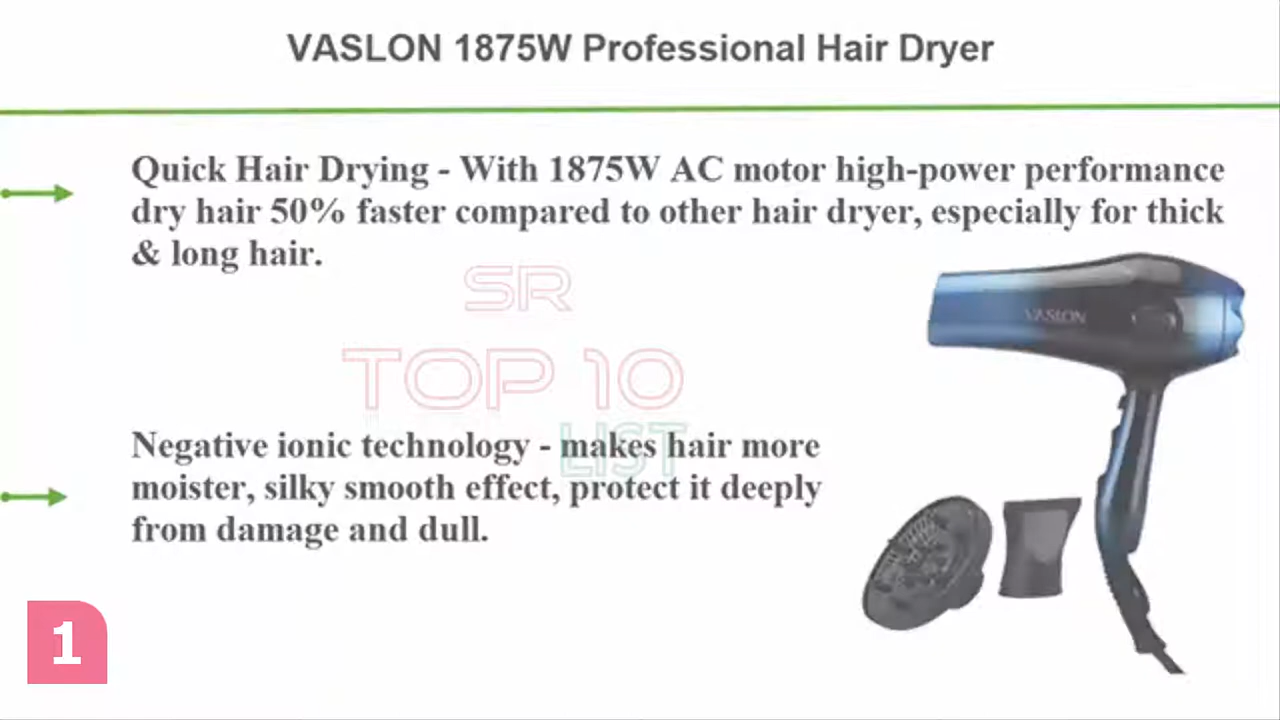 VASLON 1875W Professional Hair Dryer
Quick Hair Drying - With 1875W AC motor high-power performance
dry hair 50% faster compared to other hair dryer, especially for thick
& long hair.
SR
TOP 10
LIST
VASLON
Negative ionic technology - makes hair more
moister, silky smooth effect, protect it deeply
from damage and dull.
1